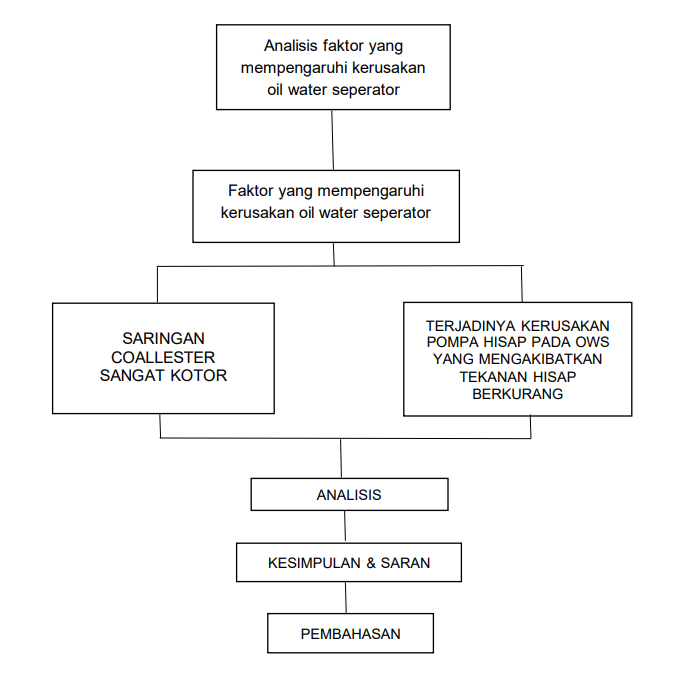 Analisis faktor yang
mempengaruhi kerusakan
oil water seperator
Faktor yang mempengaruhi
kerusakan oil water seperator
SARINGAN
COALLESTER
SANGAT KOTOR
TERJADINYA KERUSAKAN
POMPA HISAP PADA OWS
YANG MENGAKIBATKAN
TEKANAN HISAP
BERKURANG
ANALISIS
KESIMPULAN & SARAN
PEMBAHASAN